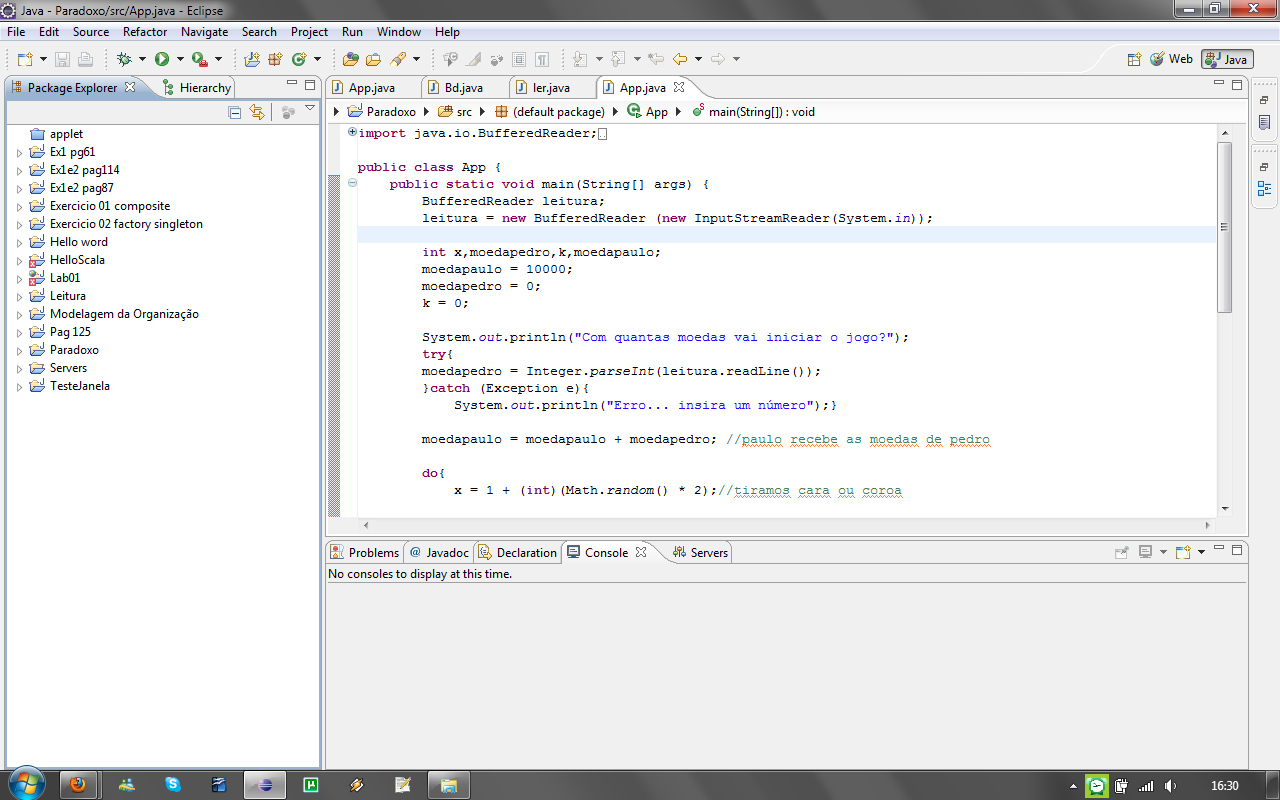 Java - Paradoxo/src/App.java - Eclipse
File Edit Source Refactor Navigate Search Project Run Window Help
Web Java
Package Explorer Hierarchy
applet
Ex1 pg61
Ex1e2 pag114
Ex1e2 pag87
Exercicio 01 composite
Exercicio 02 factory singleton
Hello word
HelloScala
Lab01
Leitura
Modelagem da Organização
Pag 125
Paradoxo
Servers
TesteJanela
App.java Bd.java ler.java App.java
Paradoxo src (default package) App main(String[]) : void
import java.io.BufferedReader;
public class App {
public static void main(String[] args) {
BufferedReader leitura;
leitura = new BufferedReader (new InputStreamReader(System.in));
int x,moedapedro,k,moedapaulo;
moedapaulo = 10000;
moedapedro = 0;
k = 0;
System.out.println("Com quantas moedas vai iniciar o jogo?");
try{
moedapedro = Integer.parseInt(leitura.readLine());
}catch (Exception e){
System.out.println("Erro... insira um número");}
moedapaulo = moedapaulo + moedapedro; //paulo recebe as moedas de pedro
do{
x = 1 + (int)(Math.random() * 2);//tiramos cara ou coroa
Problems Javadoc Declaration Console Servers
No consoles to display at this time.
16:30